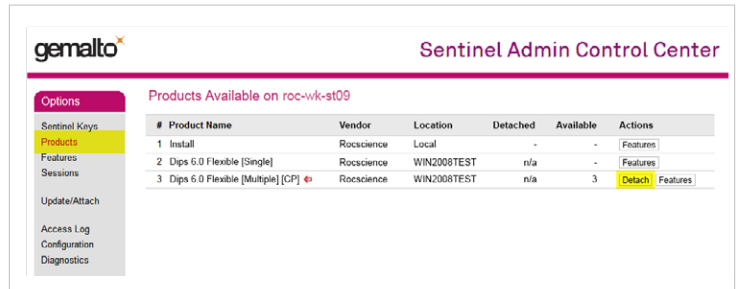 gemalto
Sentinel Admin Control Center
Options
Sentinel Keys
Products
Features
Sessions
Update/Attach
Access Log
Configuration
Diagnostics
Products Available on roc-wk-st09
# Product Name Vendor Location Detached Available Actions
1 Install Rocscience Local - - Features
2 Dips 6.0 Flexible [Single] Rocscience WIN2008TEST n/a - Features
3 Dips 6.0 Flexible [Multiple] [CP] Rocscience WIN2008TEST n/a 3 Detach Features